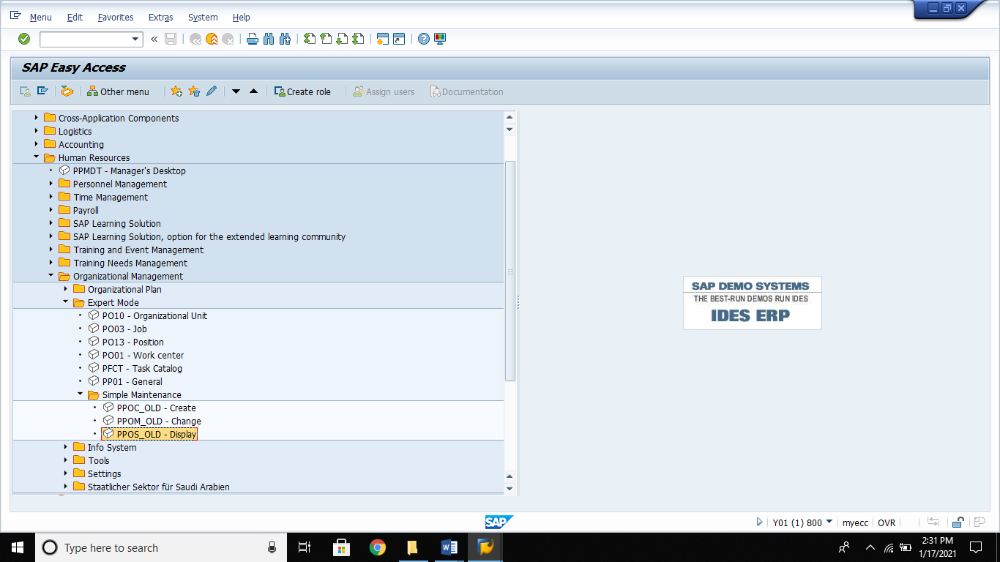 Menu Edit Favorites Extras System Help
SAP Easy Access
Other menu Create role Assign users Documentation
Cross-Application Components
Logistics
Accounting
Human Resources
PPMDT - Manager's Desktop
Personnel Management
Time Management
Payroll
SAP Learning Solution
SAP Learning Solution, option for the extended learning community
Training and Event Management
Training Needs Management
Organizational Management
Organizational Plan
Expert Mode
PO10 - Organizational Unit
PO03 - Job
PO13 - Position
PO01 - Work center
PFCT - Task Catalog
PP01 - General
Simple Maintenance
PPOC_OLD - Create
PPOM_OLD - Change
PPOS_OLD - Display
Info System
Tools
Settings
Staatlicher Sektor für Saudi Arabien
SAP DEMO SYSTEMS
THE BEST-RUN DEMOS RUN IDES
IDES ERP
SAP
Y01 (1) 800 myecc OVR
Type here to search
2:31 PM
1/17/2021